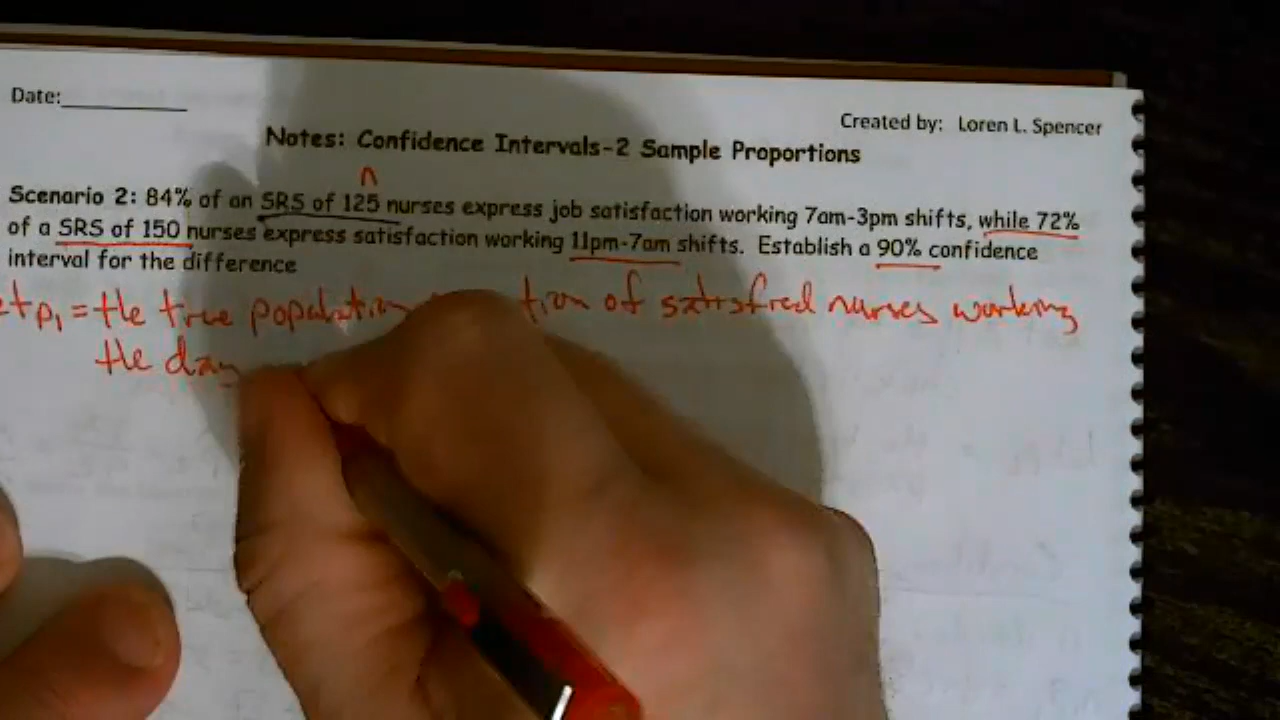 Date:
Created by: Loren L. Spencer
Notes: Confidence Intervals-2 Sample Proportions
n
Scenario 2: 84% of an SRS of 125 nurses express job satisfaction working 7am-3pm shifts, while 72%
of a SRS of 150 nurses express satisfaction working 11pm-7am shifts. Establish a 90% confidence
interval for the difference
et p₁ = the true population tion of satisfied nurses working
the day